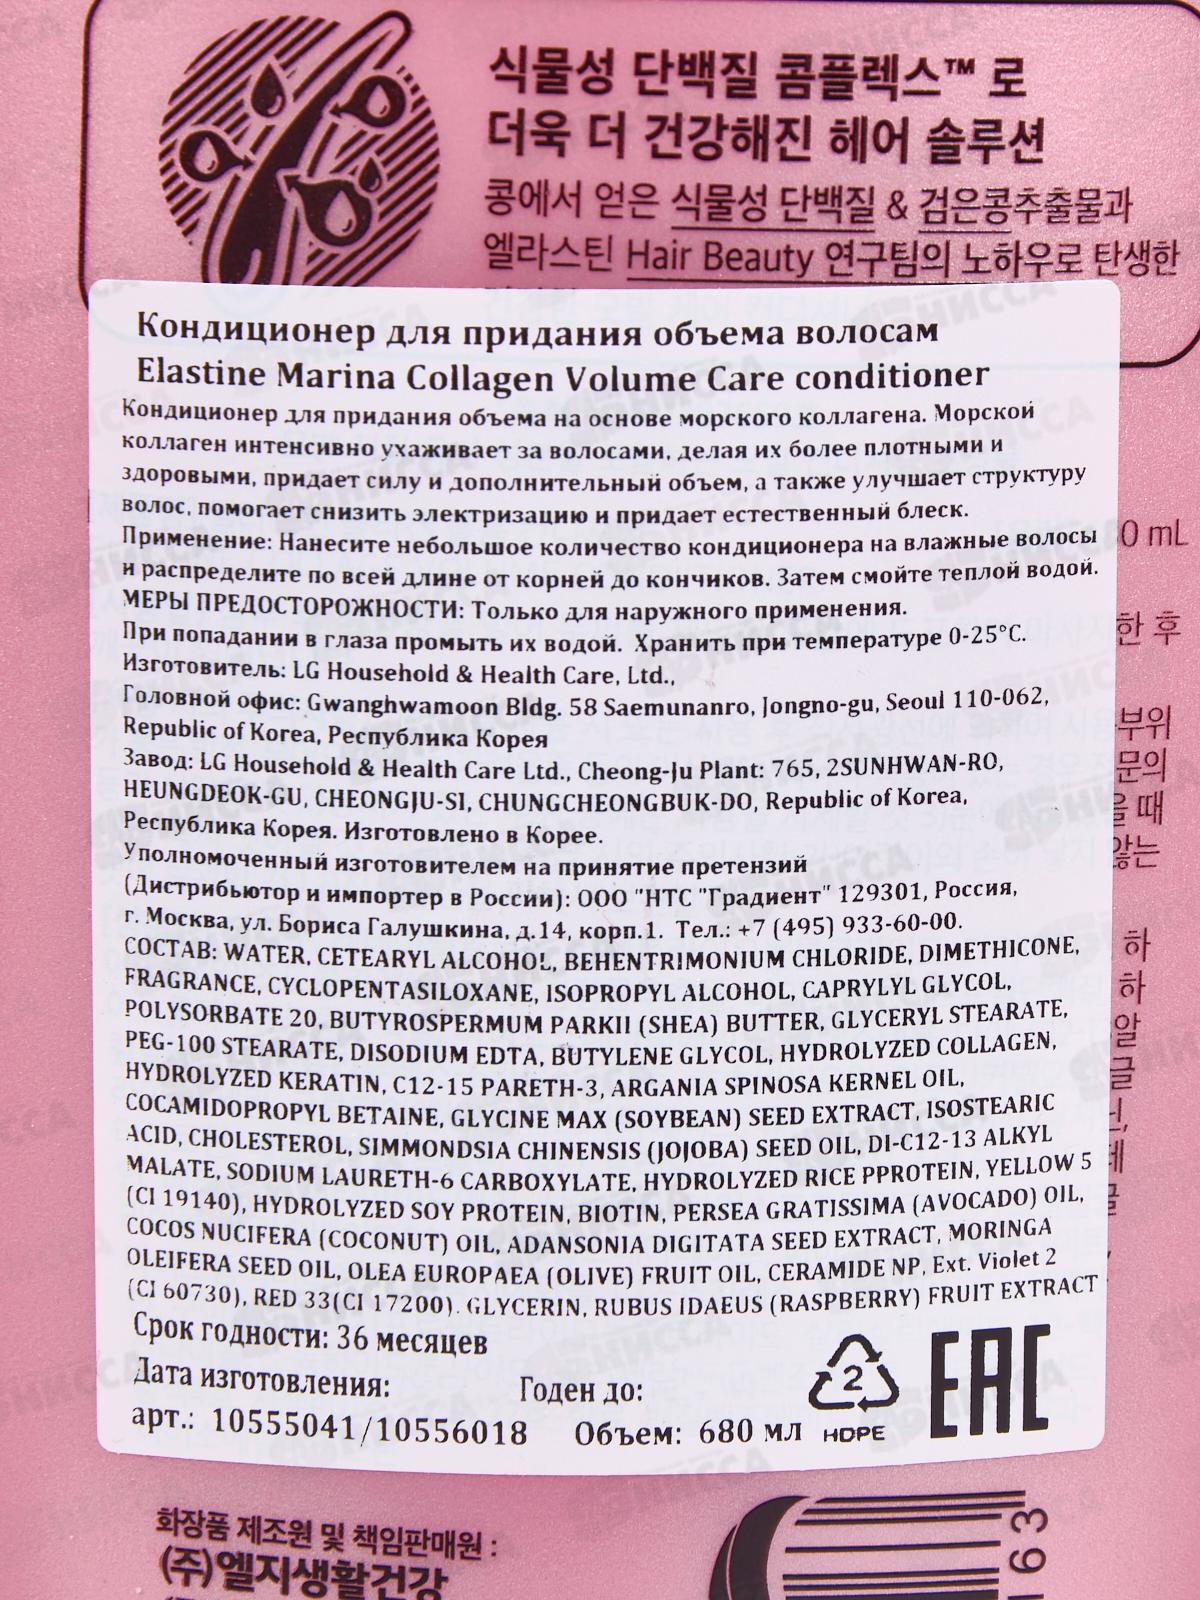 식물성 단백질 콤플렉스™ 로
더욱 더 건강해진 헤어 솔루션
콩에서 얻은 식물성 단백질 & 검은콩추출물과
엘라스틴 Hair Beauty 연구팀의 노하우로 탄생한
Кондиционер для придания объема волосам
Elastine Marina Collagen Volume Care conditioner
Кондиционер для придания объема на основе морского коллагена. Морской
коллаген интенсивно ухаживает за волосами, делая их более плотными и
здоровыми, придает силу и дополнительный объем, а также улучшает структуру
волос, помогает снизить электризацию и придает естественный блеск.
Применение: Нанесите небольшое количество кондиционера на влажные волосы
и распределите по всей длине от корней до кончиков. Затем смойте теплой водой.
МЕРЫ ПРЕДОСТОРОЖНОСТИ: Только для наружного применения.
При попадании в глаза промыть их водой. Хранить при температуре 0-25°C.
Изготовитель: LG Household & Health Care, Ltd.,
Головной офис: Gwanghwamoon Bldg. 58 Saemunanro, Jongno-gu, Seoul 110-062,
Republic of Korea, Республика Корея
Завод: LG Household & Health Care Ltd., Cheong-Ju Plant: 765, 2SUNHWAN-RO,
HEUNGDEOK-GU, CHEONGJU-SI, CHUNGCHEONGBUK-DO, Republic of Korea,
Республика Корея. Изготовлено в Корее.
Уполномоченный изготовителем на принятие претензий
(Дистрибьютор и импортер в России): ООО "НТС "Градиент" 129301, Россия,
г. Москва, ул. Бориса Галушкина, д.14, корп.1. Тел.: +7 (495) 933-60-00.
СОСТАВ: WATER, CETEARYL ALCOHOL, BEHENTRIMONIUM CHLORIDE, DIMETHICONE,
FRAGRANCE, CYCLOPENTASILOXANE, ISOPROPYL ALCOHOL, CAPRYLYL GLYCOL,
POLYSORBATE 20, BUTYROSPERMUM PARKII (SHEA) BUTTER, GLYCERYL STEARATE,
PEG-100 STEARATE, DISODIUM EDTA, BUTYLENE GLYCOL, HYDROLYZED COLLAGEN,
HYDROLYZED KERATIN, C12-15 PARETH-3, ARGANIA SPINOSA KERNEL OIL,
COCAMIDOPROPYL BETAINE, GLYCINE MAX (SOYBEAN) SEED EXTRACT, ISOSTEARIC
ACID, CHOLESTEROL, SIMMONDSIA CHINENSIS (JOJOBA) SEED OIL, DI-C12-13 ALKYL
MALATE, SODIUM LAURETH-6 CARBOXYLATE, HYDROLYZED RICE PPROTEIN, YELLOW 5
(CI 19140), HYDROLYZED SOY PROTEIN, BIOTIN, PERSEA GRATISSIMA (AVOCADO) OIL,
COCOS NUCIFERA (COCONUT) OIL, ADANSONIA DIGITATA SEED EXTRACT, MORINGA
OLEIFERA SEED OIL, OLEA EUROPAEA (OLIVE) FRUIT OIL, CERAMIDE NP, Ext. Violet 2
(CI 60730), RED 33(CI 17200). GLYCERIN, RUBUS IDAEUS (RASPBERRY) FRUIT EXTRACT
Срок годности: 36 месяцев
Дата изготовления: Годен до:
арт.: 10555041/10556018 Объем: 680 мл
2
HDPE
EAC
0 mL
한 후
부위
문의
을 때
않는
하
하
알
글
화장품 제조원 및 책임판매원 :
(주)엘지생활건강
163
НИССА